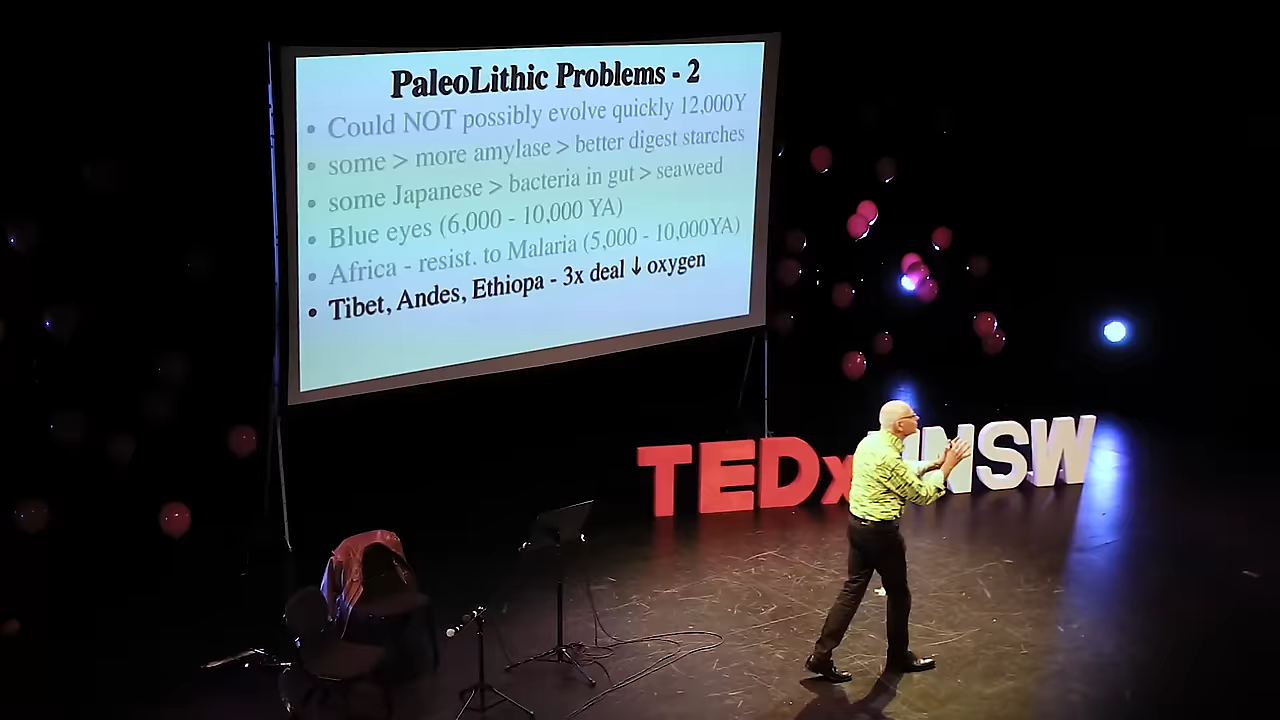 PaleoLithic Problems - 2
• Could NOT possibly evolve quickly 12,000Y
• some > more amylase > better digest starches
• some Japanese > bacteria in gut > seaweed
• Blue eyes (6,000 - 10,000 YA)
• Africa - resist. to Malaria (5,000 - 10,000YA)
• Tibet, Andes, Ethiopa - 3x deal ↓ oxygen
TEDx UNSW